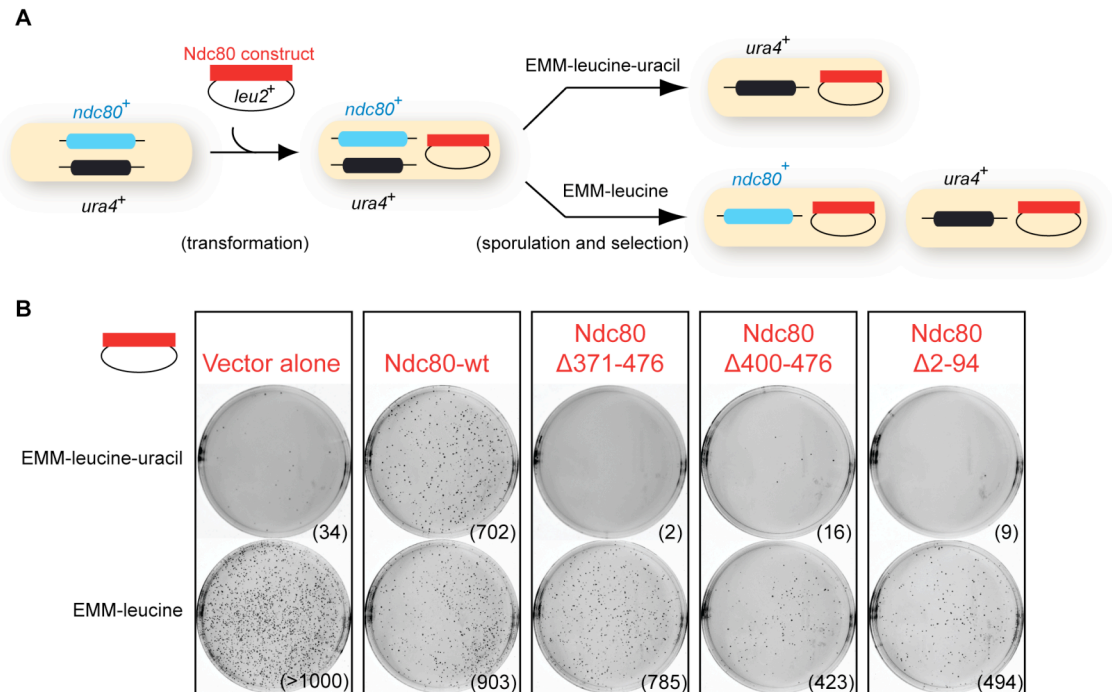 A
Ndc80 construct
leu2+
ndc80+
ura4+
(transformation)
ndc80+
ura4+
EMM-leucine-uracil
EMM-leucine
(sporulation and selection)
ura4+
ndc80+
ura4+
B
Vector alone
Ndc80-wt
Ndc80
Δ371-476
Ndc80
Δ400-476
Ndc80
Δ2-94
EMM-leucine-uracil
(34)
(702)
(2)
(16)
(9)
EMM-leucine
(>1000)
(903)
(785)
(423)
(494)